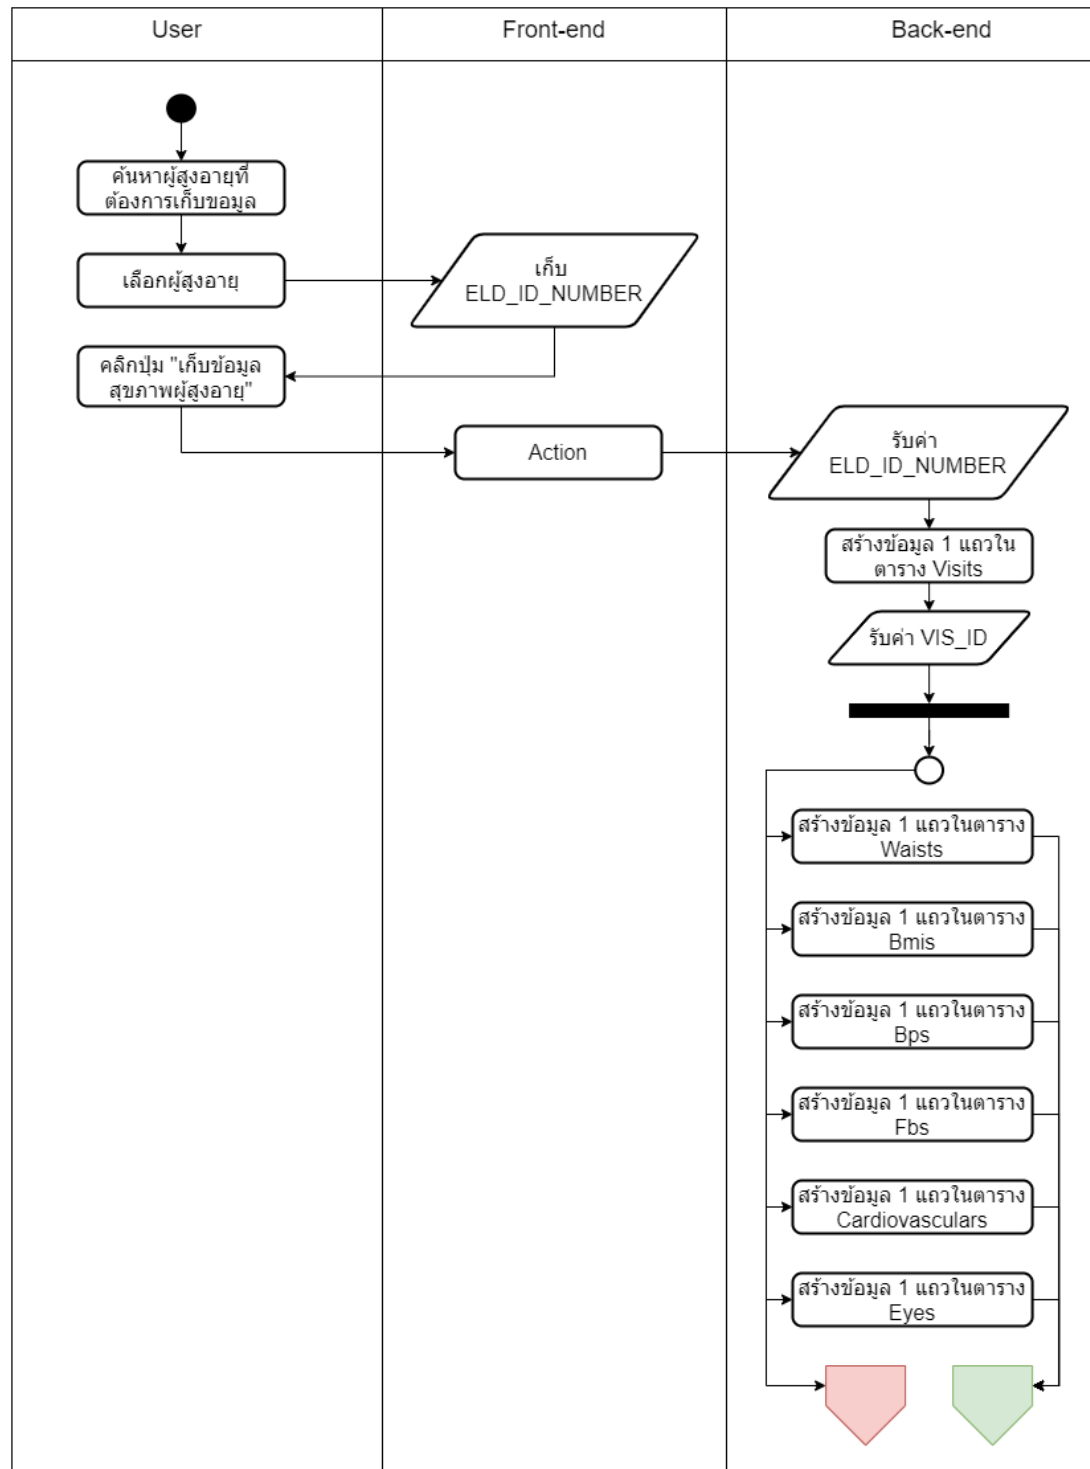 User
Front-end
Back-end
ค้นหาผู้สูงอายุที่
ต้องการเก็บขอมูล
เลือกผู้สูงอายุ
เก็บ
ELD_ID_NUMBER
คลิกปุ่ม "เก็บข้อมูล
สุขภาพผู้สูงอายุ"
Action
รับค่า
ELD_ID_NUMBER
สร้างข้อมูล 1 แถวใน
ตาราง Visits
รับค่า VIS_ID
สร้างข้อมูล 1 แถวในตาราง
Waists
สร้างข้อมูล 1 แถวในตาราง
Bmis
สร้างข้อมูล 1 แถวในตาราง
Bps
สร้างข้อมูล 1 แถวในตาราง
Fbs
สร้างข้อมูล 1 แถวในตาราง
Cardiovasculars
สร้างข้อมูล 1 แถวในตาราง
Eyes